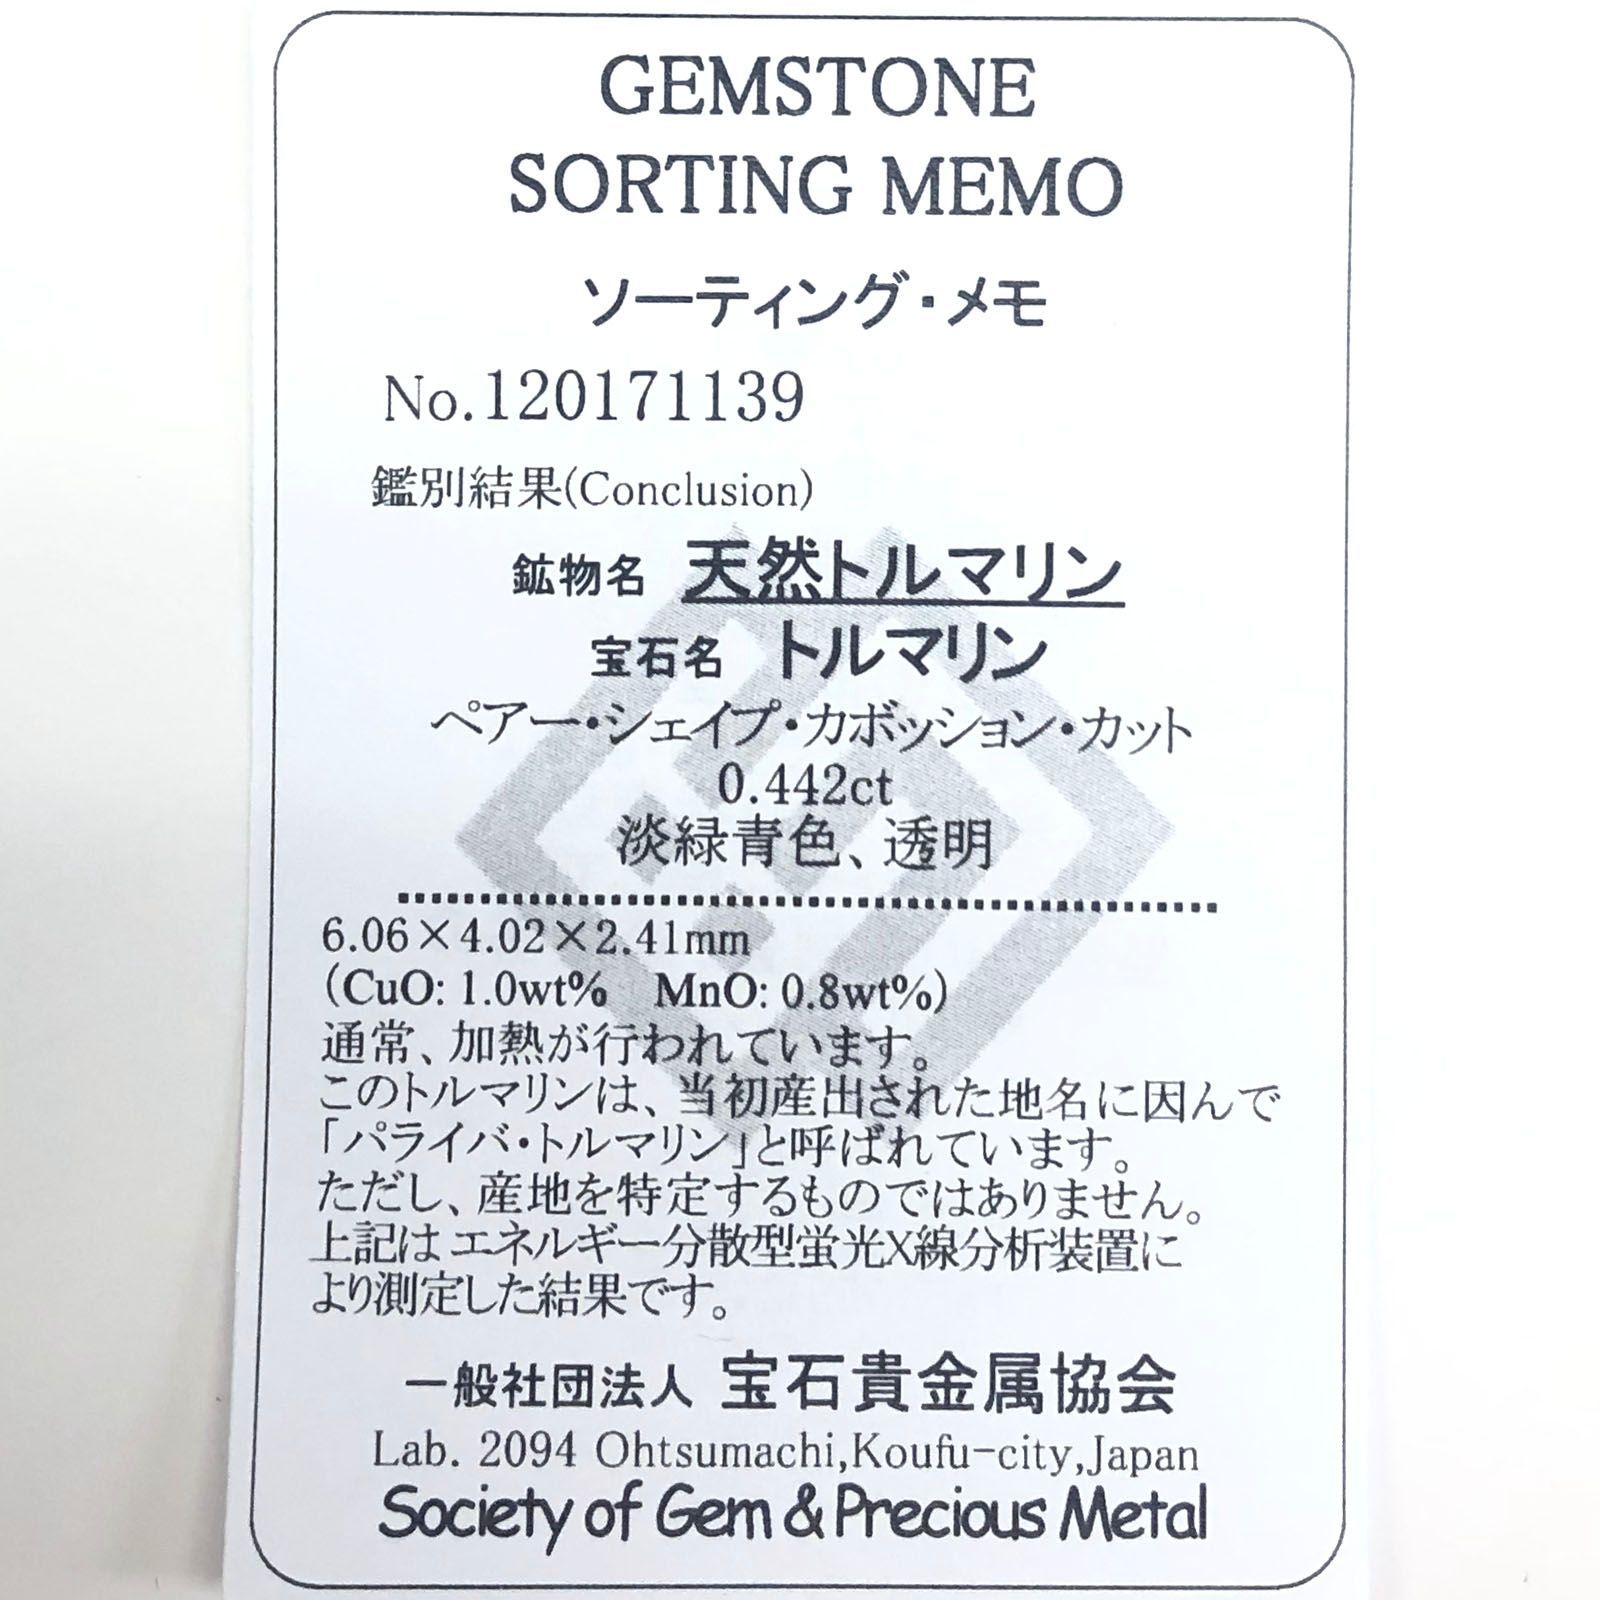 GEMSTONE
SORTING MEMO
ソーティング・メモ
No.120171139
鑑別結果(Conclusion)
鉱物名 天然トルマリン
宝石名 トルマリン
ペアー・シェイプ・カボッション・カット
0.442ct
淡緑青色、透明
6.06×4.02×2.41mm
(CuO: 1.0wt% MnO: 0.8wt%)
通常、加熱が行われています。
このトルマリンは、当初産出された地名に因んで
「パライバ・トルマリン」と呼ばれています。
ただし、産地を特定するものではありません。
上記はエネルギー分散型蛍光X線分析装置に
より測定した結果です。
一般社団法人 宝石貴金属協会
Lab. 2094 Ohtsumachi,Koufu-city,Japan
Society of Gem & Precious Metal